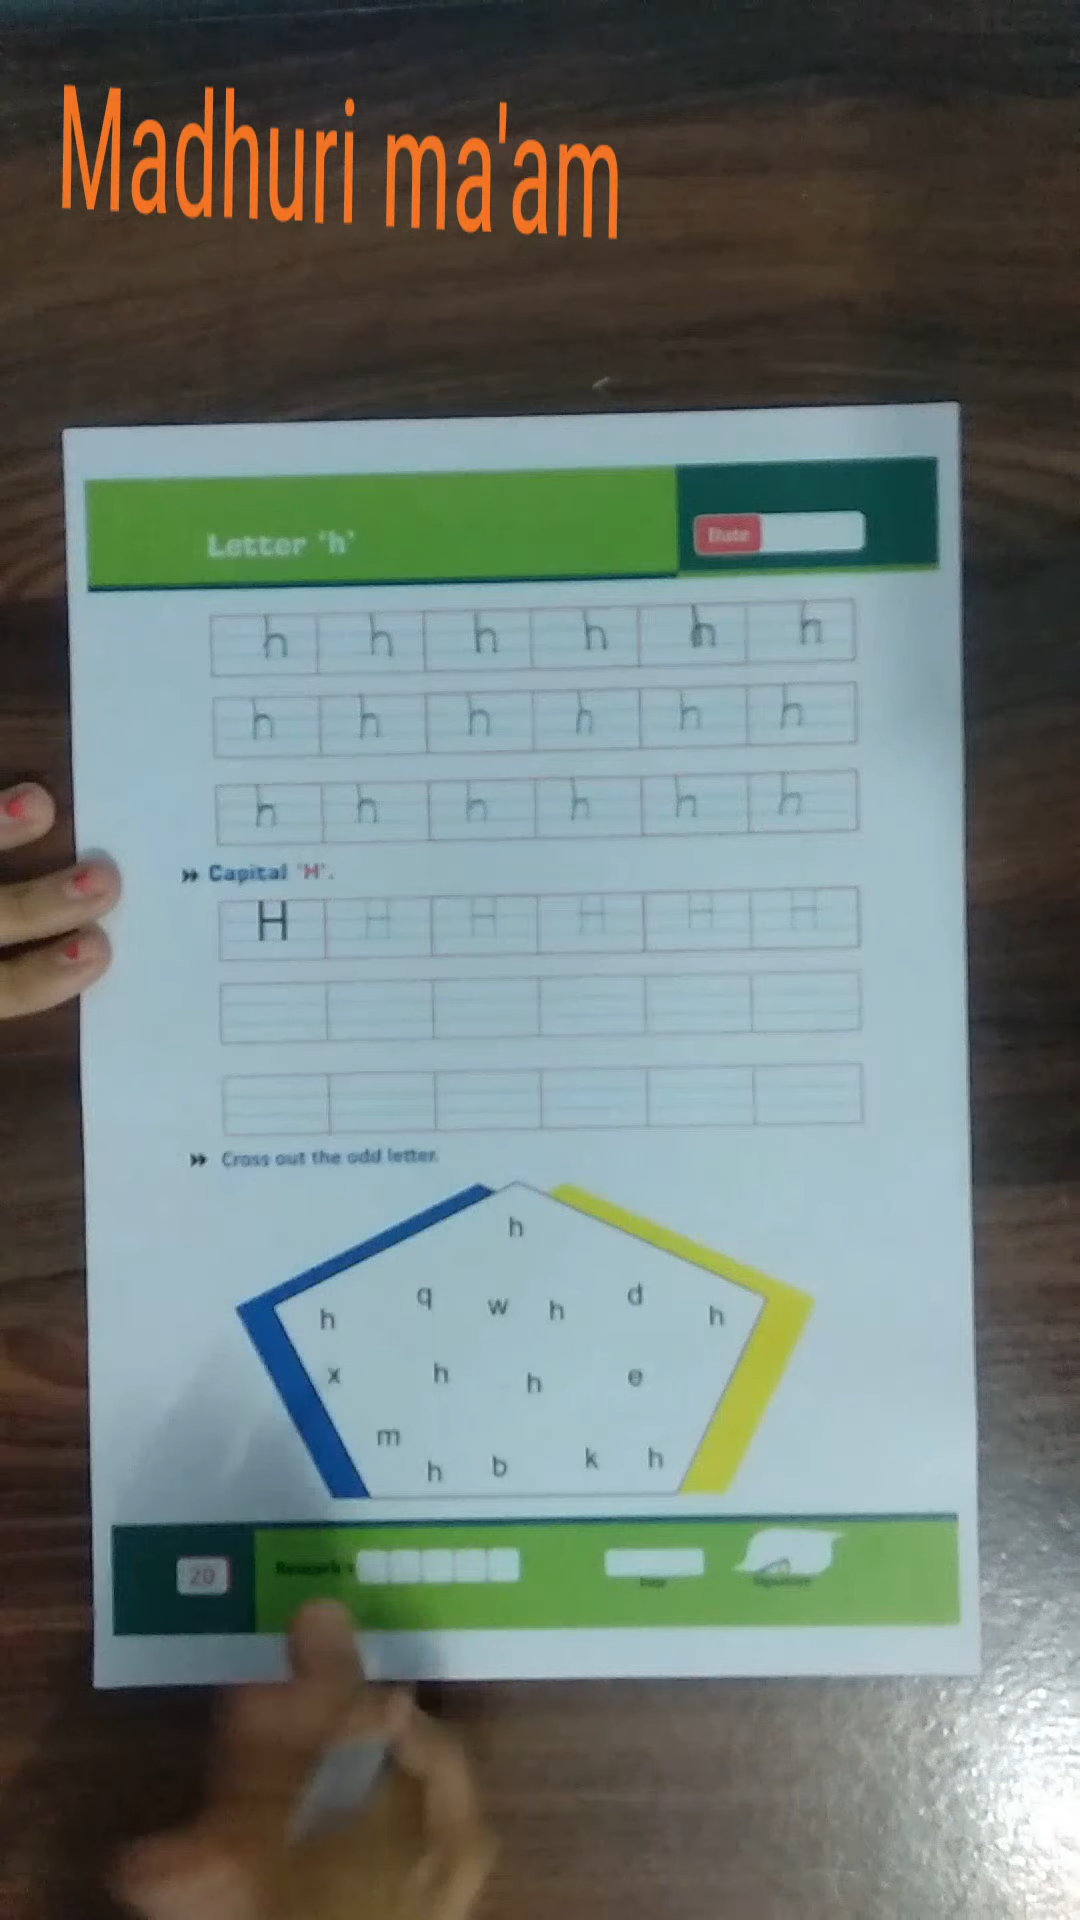 Madhuri ma'am
Letter 'h'
Date
h h h h h h
h h h h h h
h h h h h h
Capital 'H'.
H H H H H H
Cross out the odd letter.
h
h q w h d h
x h h e
m
h b k h
20